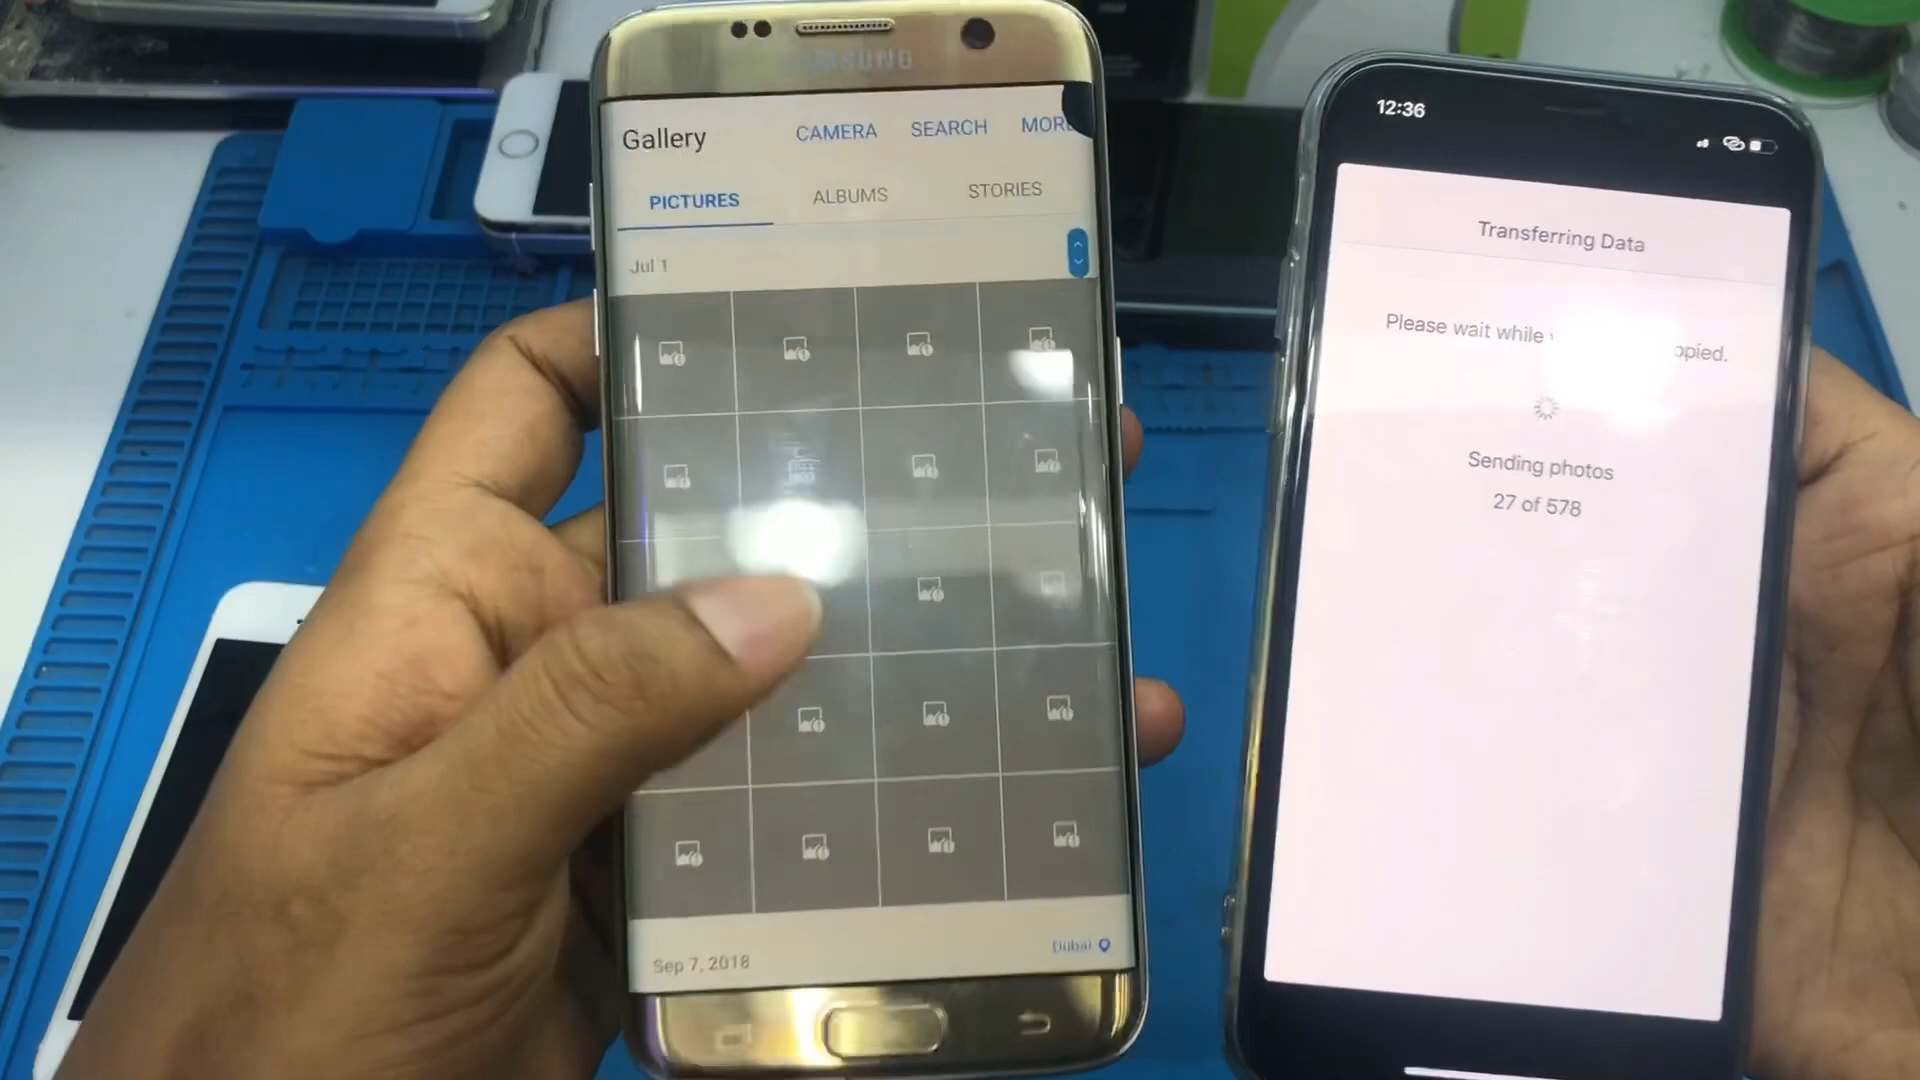 SAMSUNG
Gallery
CAMERA
SEARCH
MORE
PICTURES
ALBUMS
STORIES
Jul 1
Sep 7, 2018
Dubai
12:36
Transferring Data
Please wait while
opied.
Sending photos
27 of 578